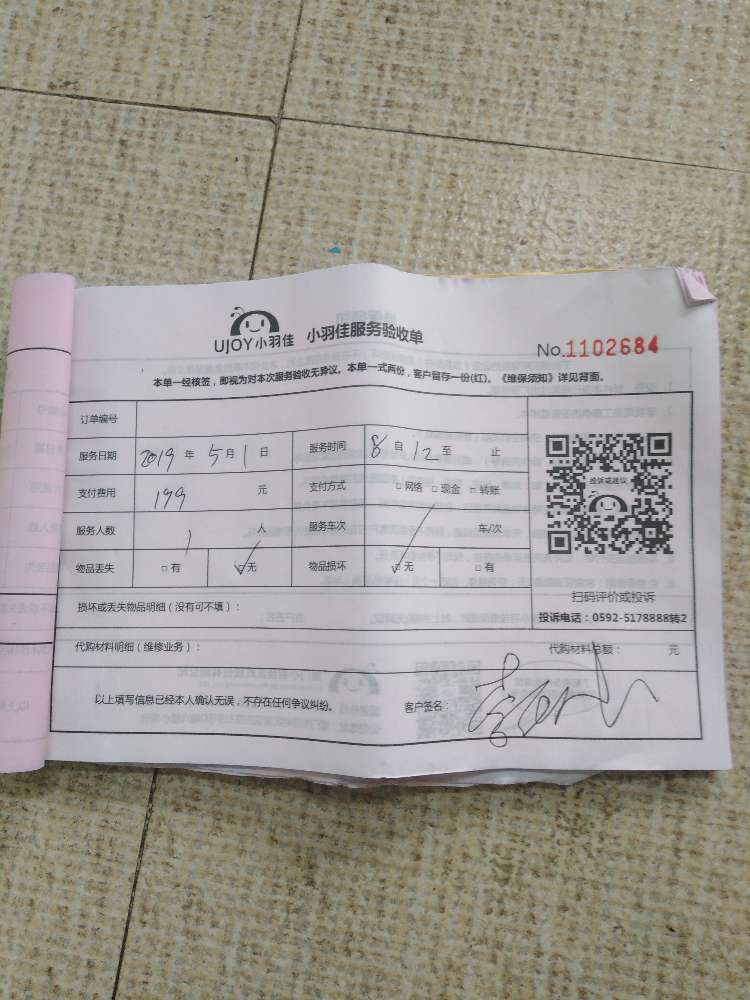 UJOY小羽佳 小羽佳服务验收单
No.1102684
本单一经核签，即视为对本次服务验收无异议。本单一式两份，客户留存一份(红)。《维保须知》详见背面。
订单编号
服务日期 2019 年 5 月 1 日 服务时间 8 自 12 至 止
投诉或建议
支付费用 199 元 支付方式 □网络 □现金 □转账
服务人数 1 人 服务车次 / 车/次
物品丢失 □有 ☑无 物品损坏 ☑无 □有
扫码评价或投诉
损坏或丢失物品明细（没有可不填）：
投诉电话：0592-5178888转2
代购材料明细（维修业务）： 代购材料总额： 元
以上填写信息已经本人确认无误，不存在任何争议纠纷。 客户签名：